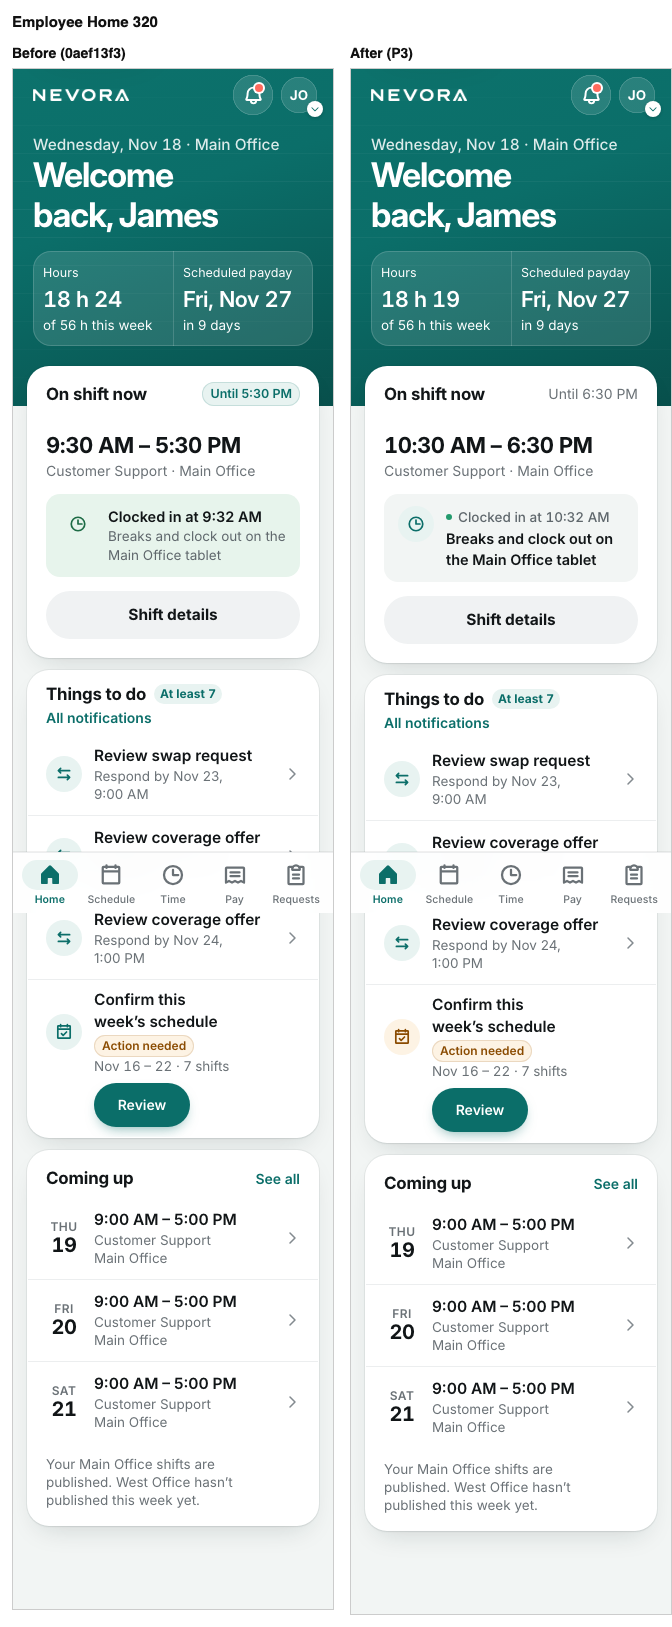 Employee Home 320
Before (0aef13f3)
NEVORA
JO
Wednesday, Nov 18 · Main Office
Welcome
back, James
Hours
18 h 24
of 56 h this week
Scheduled payday
Fri, Nov 27
in 9 days
On shift now
Until 5:30 PM
9:30 AM – 5:30 PM
Customer Support · Main Office
Clocked in at 9:32 AM
Breaks and clock out on the
Main Office tablet
Shift details
Things to do
At least 7
All notifications
Review swap request
Respond by Nov 23,
9:00 AM
Review coverage offer
Home
Schedule
Time
Pay
Requests
Review coverage offer
Respond by Nov 24,
1:00 PM
Confirm this
week’s schedule
Action needed
Nov 16 – 22 · 7 shifts
Review
Coming up
See all
THU
19
9:00 AM – 5:00 PM
Customer Support
Main Office
FRI
20
9:00 AM – 5:00 PM
Customer Support
Main Office
SAT
21
9:00 AM – 5:00 PM
Customer Support
Main Office
Your Main Office shifts are
published. West Office hasn’t
published this week yet.
After (P3)
NEVORA
JO
Wednesday, Nov 18 · Main Office
Welcome
back, James
Hours
18 h 19
of 56 h this week
Scheduled payday
Fri, Nov 27
in 9 days
On shift now
Until 6:30 PM
10:30 AM – 6:30 PM
Customer Support · Main Office
Clocked in at 10:32 AM
Breaks and clock out on
the Main Office tablet
Shift details
Things to do
At least 7
All notifications
Review swap request
Respond by Nov 23,
9:00 AM
Review coverage offer
Home
Schedule
Time
Pay
Requests
Review coverage offer
Respond by Nov 24,
1:00 PM
Confirm this
week’s schedule
Action needed
Nov 16 – 22 · 7 shifts
Review
Coming up
See all
THU
19
9:00 AM – 5:00 PM
Customer Support
Main Office
FRI
20
9:00 AM – 5:00 PM
Customer Support
Main Office
SAT
21
9:00 AM – 5:00 PM
Customer Support
Main Office
Your Main Office shifts are
published. West Office hasn’t
published this week yet.